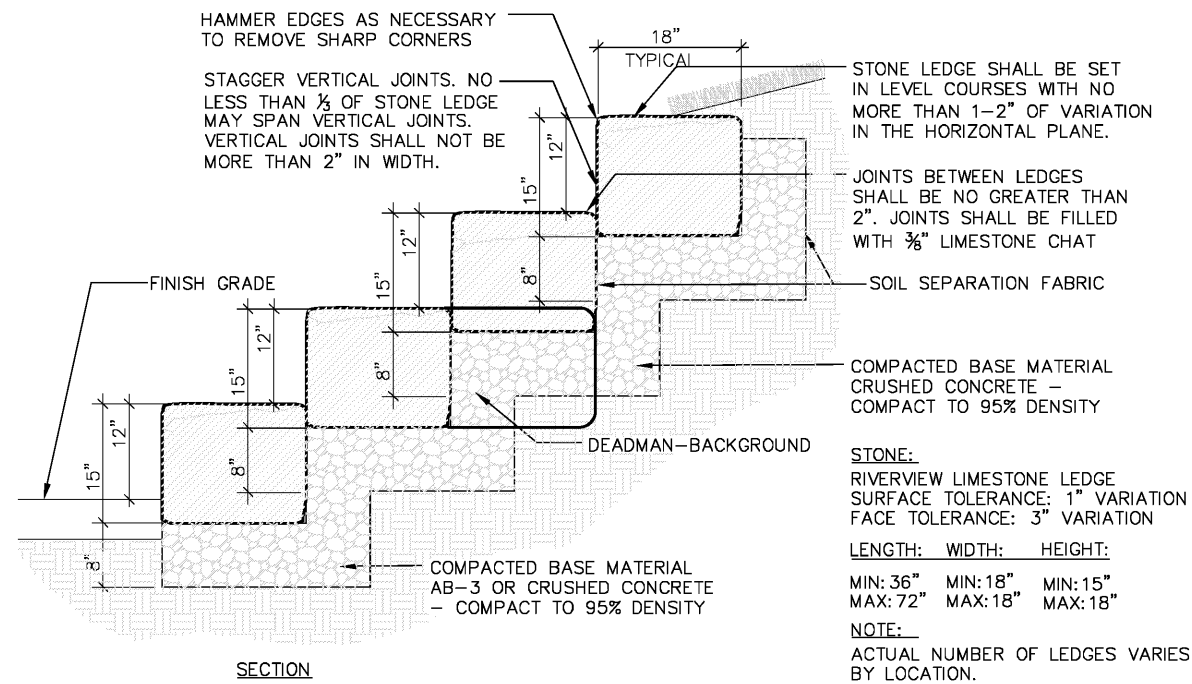 HAMMER EDGES AS NECESSARY
TO REMOVE SHARP CORNERS
18"
TYPICAL
STAGGER VERTICAL JOINTS. NO
LESS THAN ⅓ OF STONE LEDGE
MAY SPAN VERTICAL JOINTS.
VERTICAL JOINTS SHALL NOT BE
MORE THAN 2" IN WIDTH.
STONE LEDGE SHALL BE SET
IN LEVEL COURSES WITH NO
MORE THAN 1-2" OF VARIATION
IN THE HORIZONTAL PLANE.
JOINTS BETWEEN LEDGES
SHALL BE NO GREATER THAN
2". JOINTS SHALL BE FILLED
WITH ⅜" LIMESTONE CHAT
SOIL SEPARATION FABRIC
12"
15"
8"
12"
15"
8"
FINISH GRADE
12"
15"
8"
12"
15"
8"
COMPACTED BASE MATERIAL
CRUSHED CONCRETE -
COMPACT TO 95% DENSITY
DEADMAN-BACKGROUND
COMPACTED BASE MATERIAL
AB-3 OR CRUSHED CONCRETE
- COMPACT TO 95% DENSITY
STONE:
RIVERVIEW LIMESTONE LEDGE
SURFACE TOLERANCE: 1" VARIATION
FACE TOLERANCE: 3" VARIATION
LENGTH: WIDTH: HEIGHT:
MIN: 36" MIN: 18" MIN: 15"
MAX: 72" MAX: 18" MAX: 18"
NOTE:
ACTUAL NUMBER OF LEDGES VARIES
BY LOCATION.
SECTION